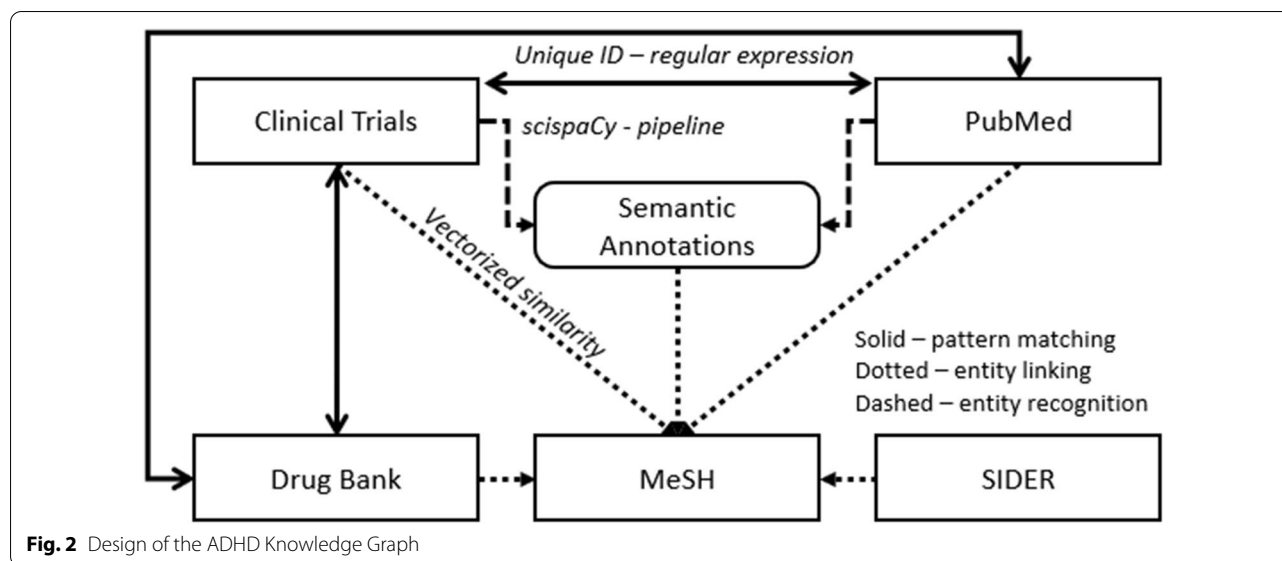 Unique ID – regular expression
Clinical Trials
PubMed
scispaCy - pipeline
Semantic
Annotations
Vectorized similarity
Solid – pattern matching
Dotted – entity linking
Dashed – entity recognition
Drug Bank
MeSH
SIDER
Fig. 2 Design of the ADHD Knowledge Graph